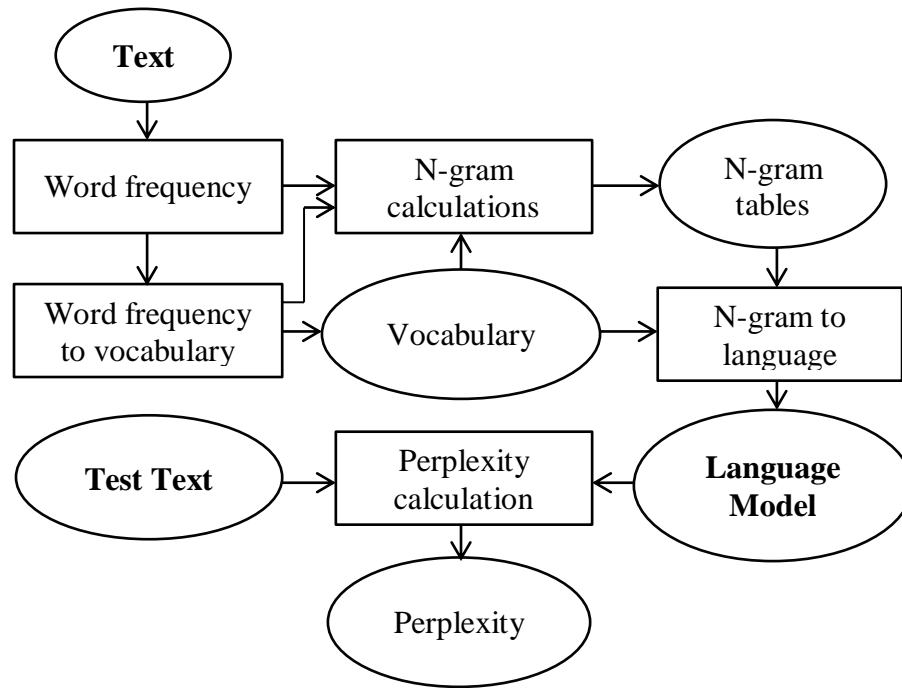 Text
Word frequency
N-gram
calculations
N-gram
tables
Word frequency
to vocabulary
Vocabulary
N-gram to
language
Test Text
Perplexity
calculation
Language
Model
Perplexity